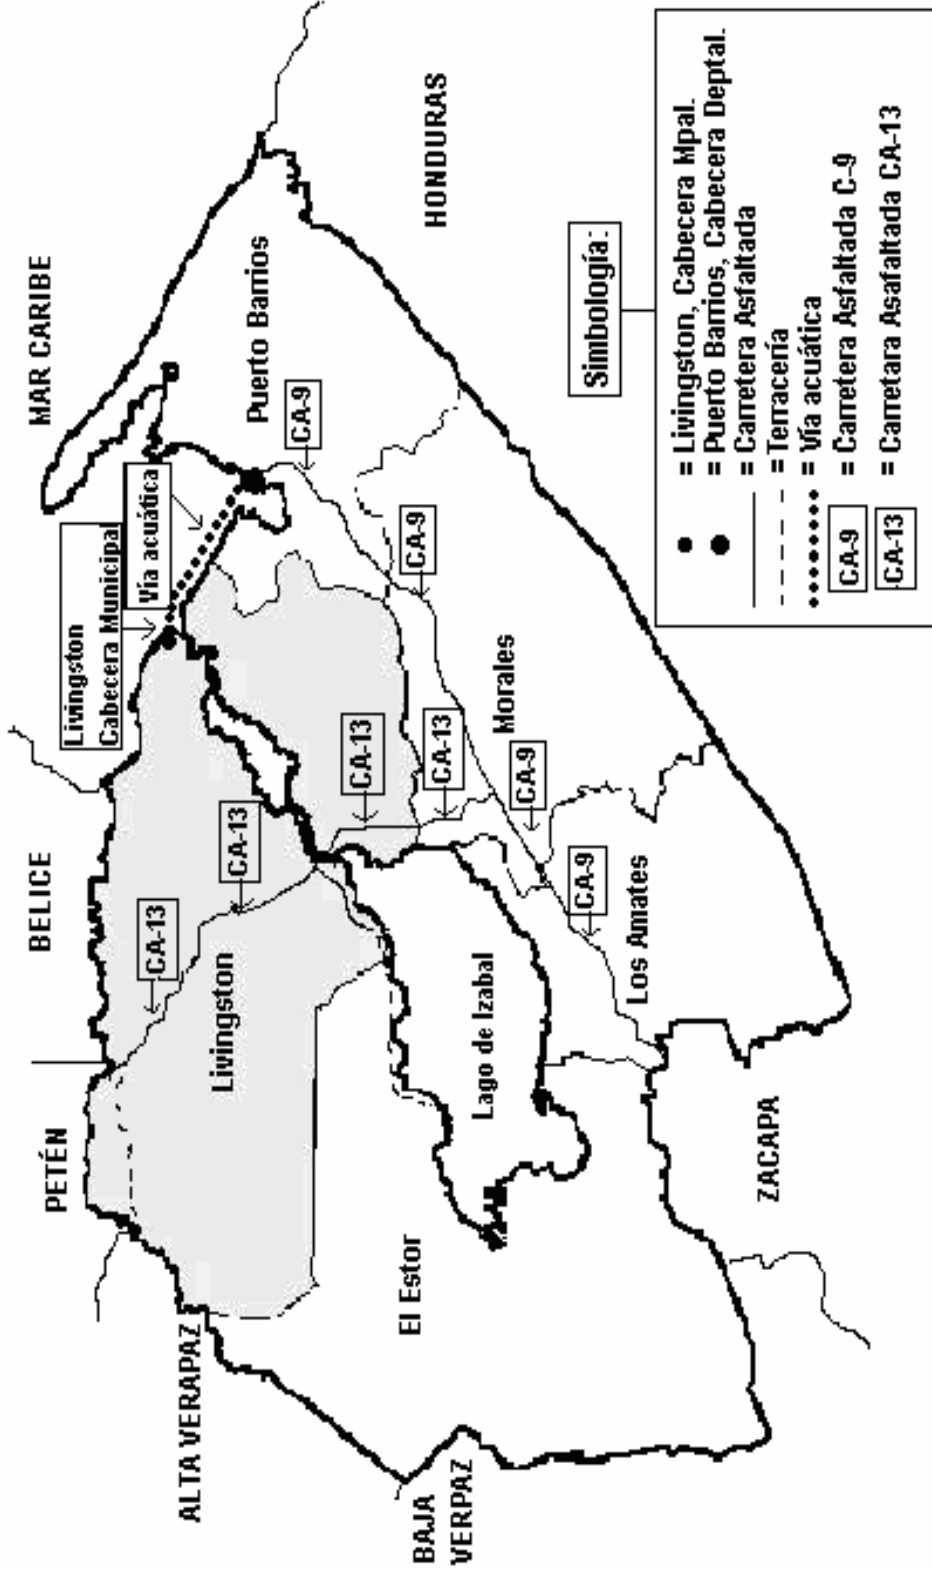 PETÉN
BELICE
MAR CARIBE
Livingston
Cabecera Municipal
Vía acuática
ALTA VERAPAZ
CA-13
Livingston
CA-13
Puerto Barrios
CA-9
CA-13
CA-9
HONDURAS
BAJA
VERPAZ
El Estor
CA-13
Lago de Izabal
Morales
CA-9
CA-9
Los Amates
ZACAPA
Simbología:
= Livingston, Cabecera Mpal.
= Puerto Barrios, Cabecera Deptal.
= Carretera Asfaltada
= Terracería
= Vía acuática
CA-9 = Carretera Asfaltada C-9
CA-13 = Carretara Asafaltada CA-13